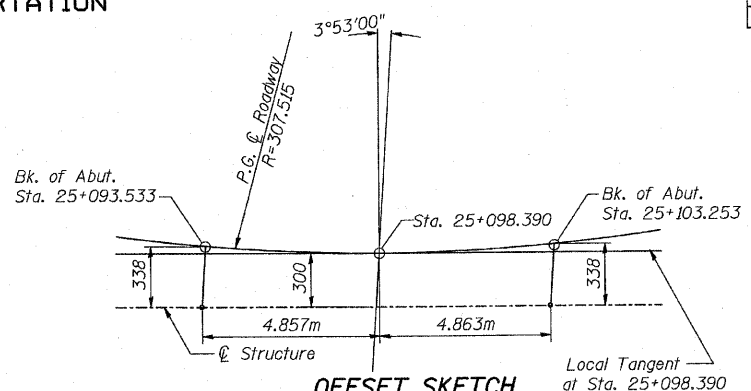 RTATION
3°53'00"
P.G. ℄ Roadway
R=307.515
Bk. of Abut.
Sta. 25+093.533
Sta. 25+098.390
Bk. of Abut.
Sta. 25+103.253
338
300
338
4.857m
4.863m
℄ Structure
Local Tangent
at Sta. 25+098.390
OFFSET SKETCH